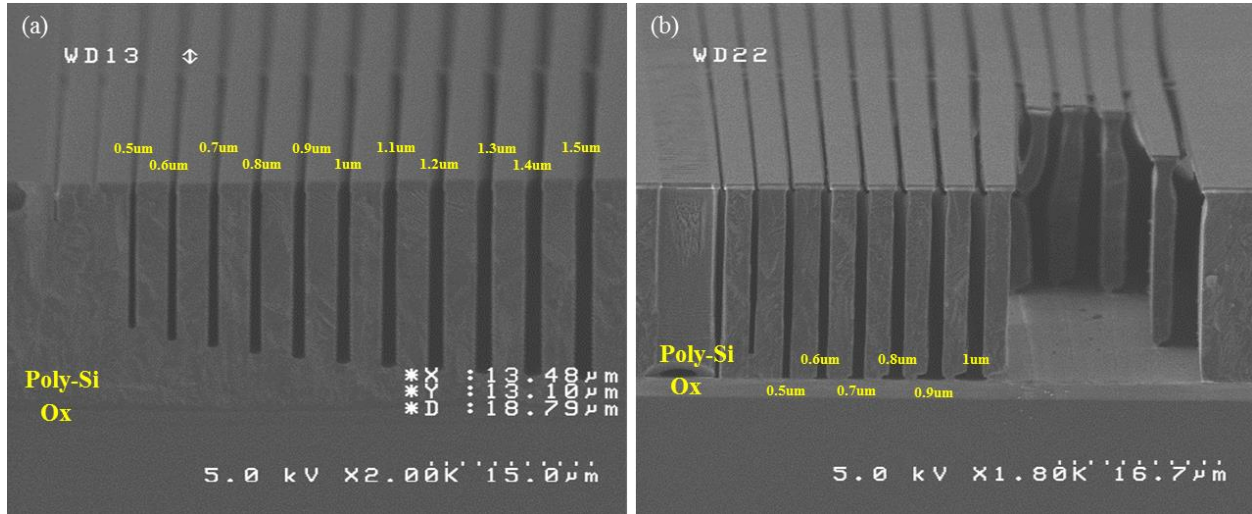 (a)
WD13
0.5um
0.6um
0.7um
0.8um
0.9um
1um
1.1um
1.2um
1.3um
1.4um
1.5um
Poly-Si
Ox
*X :13.48μm
*Y :13.10μm
*D :18.79μm
5.0 kV X2.00K 15.0μm
(b)
WD22
0.5um
0.6um
0.7um
0.8um
0.9um
1um
Poly-Si
Ox
5.0 kV X1.80K 16.7μm